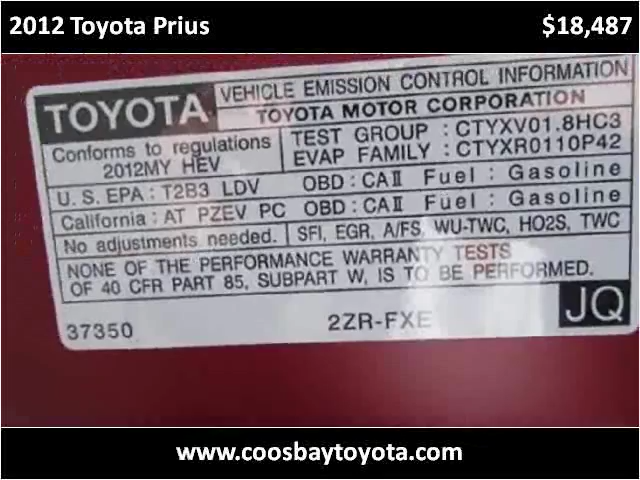 2012 Toyota Prius $18,487
TOYOTA VEHICLE EMISSION CONTROL INFORMATION
TOYOTA MOTOR CORPORATION
Conforms to regulations
2012MY HEV
TEST GROUP : CTYXV01.8HC3
EVAP FAMILY : CTYXR0110P42
U. S. EPA : T2B3 LDV OBD : CAII Fuel : Gasoline
California : AT PZEV PC OBD : CAII Fuel : Gasoline
No adjustments needed. SFI, EGR, A/FS, WU-TWC, HO2S, TWC
NONE OF THE PERFORMANCE WARRANTY TESTS
OF 40 CFR PART 85, SUBPART W, IS TO BE PERFORMED.
37350 2ZR-FXE JQ
www.coosbaytoyota.com